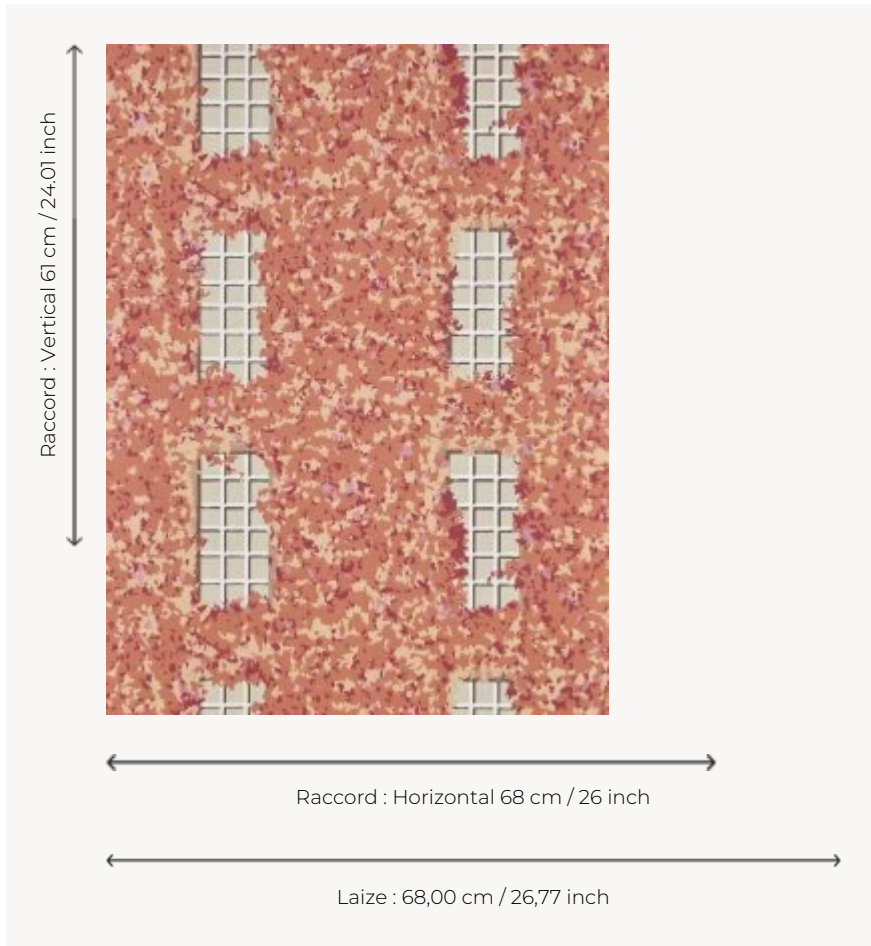 Raccord : Vertical 61 cm / 24.01 inch
Raccord : Horizontal 68 cm / 26 inch
Laize : 68,00 cm / 26,77 inch